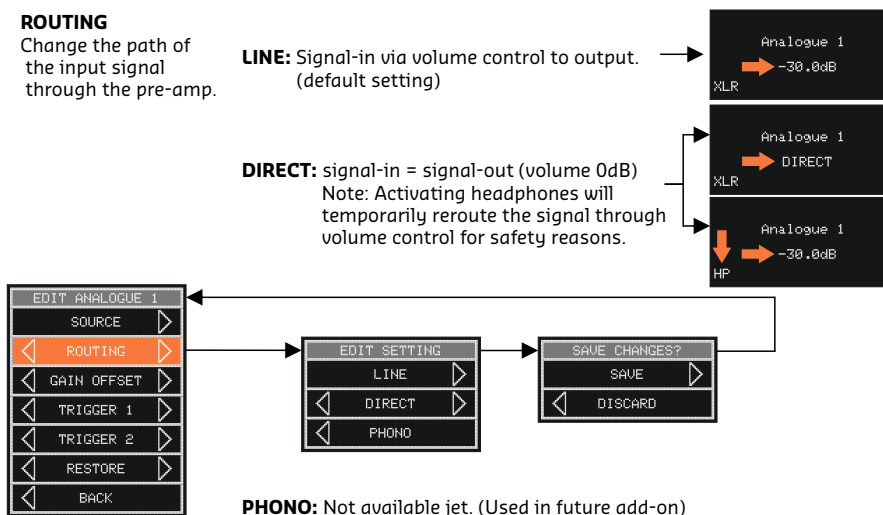 ROUTING
Change the path of
the input signal
through the pre-amp.
LINE: Signal-in via volume control to output.
(default setting)
Analogue 1
-30.0dB
XLR
DIRECT: signal-in = signal-out (volume 0dB)
Note: Activating headphones will
temporarily reroute the signal through
volume control for safety reasons.
Analogue 1
DIRECT
XLR
Analogue 1
-30.0dB
HP
EDIT ANALOGUE 1
SOURCE
ROUTING
GAIN OFFSET
TRIGGER 1
TRIGGER 2
RESTORE
BACK
EDIT SETTING
LINE
DIRECT
PHONO
SAVE CHANGES?
SAVE
DISCARD
PHONO: Not available jet. (Used in future add-on)